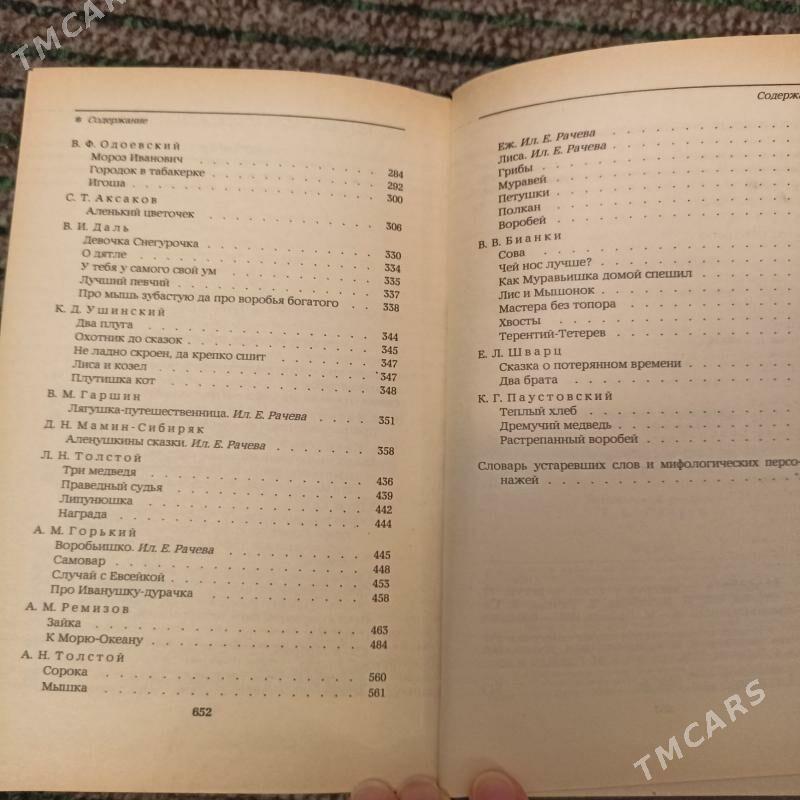 TMCARS
* Содержание
В. Ф. Одоевский
Мороз Иванович . . . . . . . . . . 284
Городок в табакерке . . . . . . . . . . 292
Игоша . . . . . . . . . . 300
С. Т. Аксаков
Аленький цветочек . . . . . . . . . . 306
В. И. Даль
Девочка Снегурочка . . . . . . . . . . 330
О дятле . . . . . . . . . . 334
У тебя у самого свой ум . . . . . . . . . . 335
Лучший певчий . . . . . . . . . . 337
Про мышь зубастую да про воробья богатого . . . . 338
К. Д. Ушинский
Два плуга . . . . . . . . . . 344
Охотник до сказок . . . . . . . . . . 345
Не ладно скроен, да крепко сшит . . . . . . . . 347
Лиса и козел . . . . . . . . . . 347
Плутишка кот . . . . . . . . . . 348
В. М. Гаршин
Лягушка-путешественница. Ил. Е. Рачева . . . . . 351
Д. Н. Мамин-Сибиряк
Аленушкины сказки. Ил. Е. Рачева . . . . . . . 358
Л. Н. Толстой
Три медведя . . . . . . . . . . 436
Праведный судья . . . . . . . . . . 439
Липунюшка . . . . . . . . . . 442
Награда . . . . . . . . . . 444
А. М. Горький
Воробьишко. Ил. Е. Рачева . . . . . . . . . . 445
Самовар . . . . . . . . . . 448
Случай с Евсейкой . . . . . . . . . . 453
Про Иванушку-дурачка . . . . . . . . . . 458
А. М. Ремизов
Зайка . . . . . . . . . . 463
К Морю-Океану . . . . . . . . . . 484
А. Н. Толстой
Сорока . . . . . . . . . . 560
Мышка . . . . . . . . . . 561
652
Содержа
Еж. Ил. Е. Рачева . . . . . . . .
Лиса. Ил. Е. Рачева . . . . . . . .
Грибы . . . . . . . . . .
Муравей . . . . . . . . . .
Петушки . . . . . . . . . .
Полкан . . . . . . . . . .
Воробей . . . . . . . . . .
В. В. Бианки
Сова . . . . . . . . . .
Чей нос лучше? . . . . . . . . . .
Как Муравьишка домой спешил . . . . . .
Лис и Мышонок . . . . . . . . . .
Мастера без топора . . . . . . . . . .
Хвосты . . . . . . . . . .
Терентий-Тетерев . . . . . . . . . .
Е. Л. Шварц
Сказка о потерянном времени . . . . . . .
Два брата . . . . . . . . . .
К. Г. Паустовский
Теплый хлеб . . . . . . . . . .
Дремучий медведь . . . . . . . . . .
Растрепанный воробей . . . . . . . . . .
Словарь устаревших слов и мифологических персо-
нажей . . . . . . . . . .
TMCARS